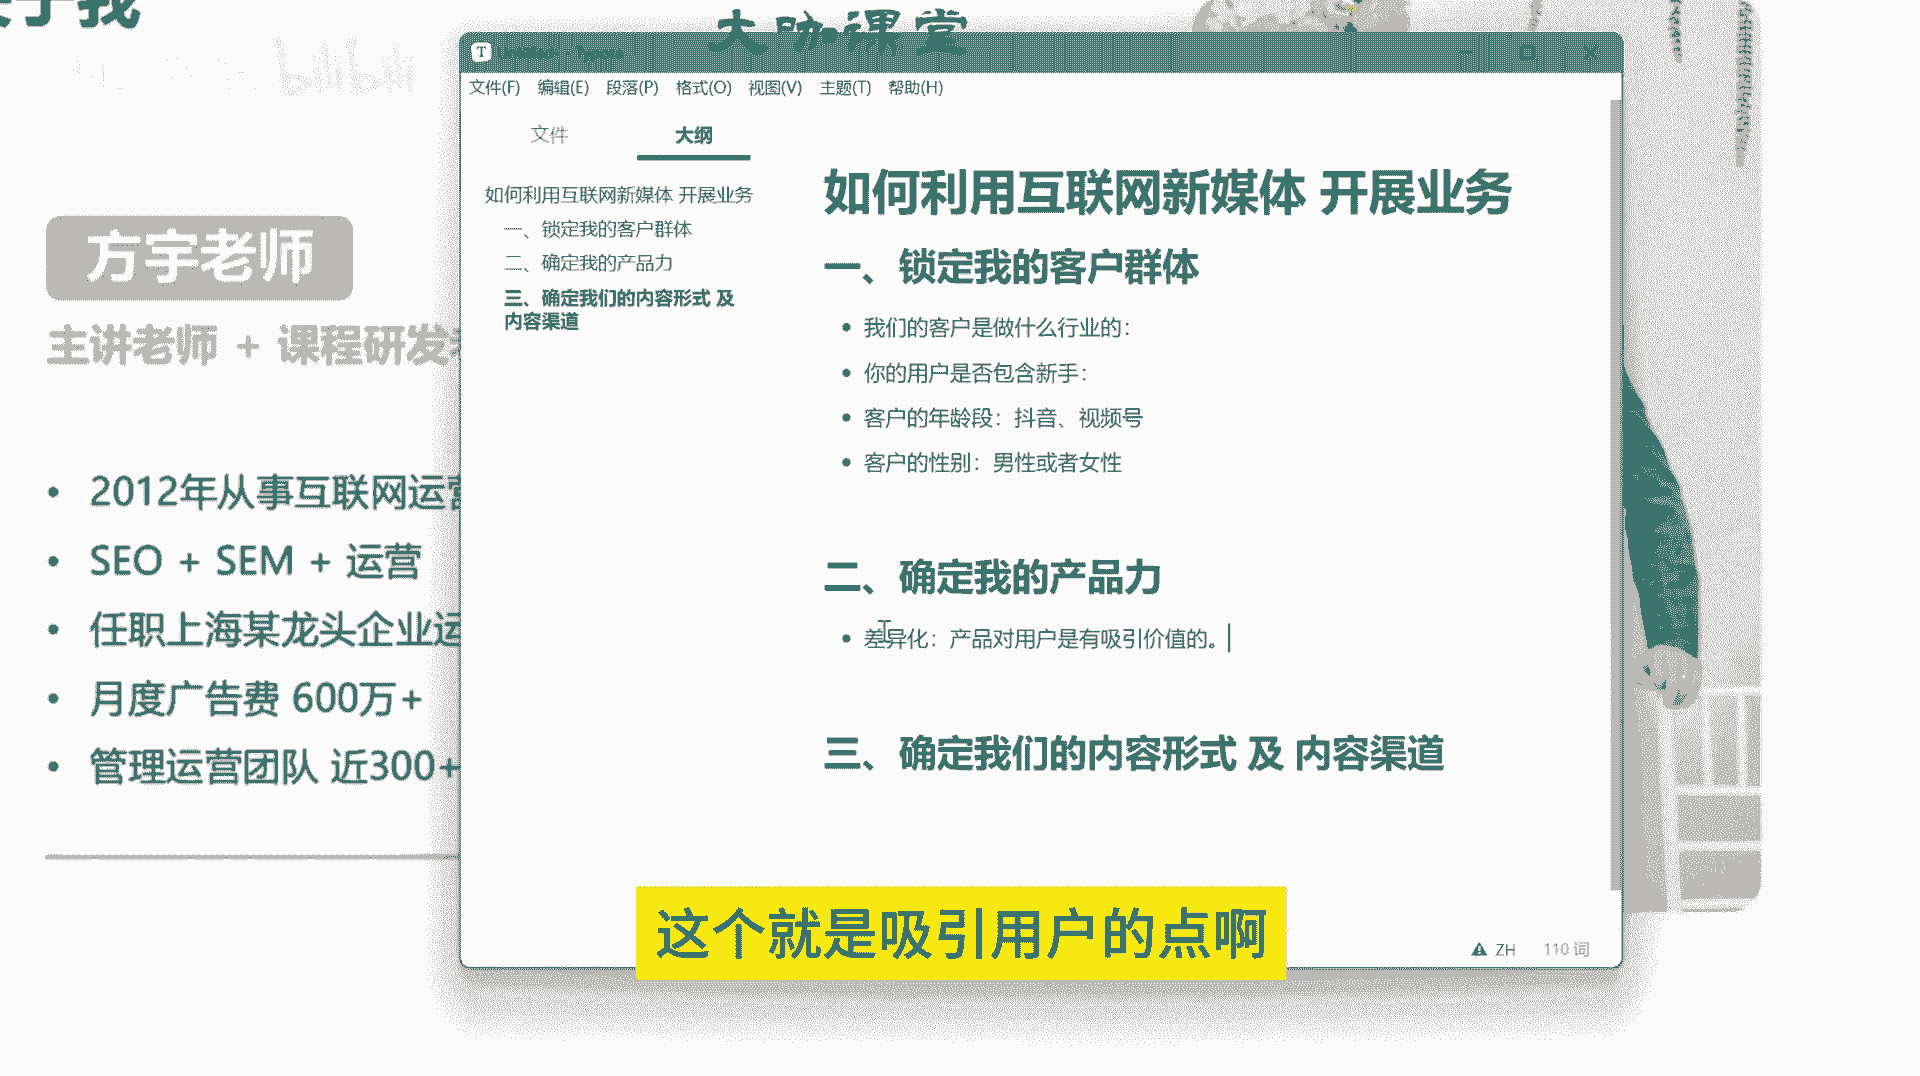 大咖课堂
bilibili
文件(F) 编辑(E) 段落(P) 格式(O) 视图(V) 主题(T) 帮助(H)
文件 大纲
如何利用互联网新媒体 开展业务
一、锁定我的客户群体
二、确定我的产品力
三、确定我们的内容形式 及
内容渠道
如何利用互联网新媒体 开展业务
一、锁定我的客户群体
• 我们的客户是做什么行业的：
• 你的用户是否包含新手：
• 客户的年龄段：抖音、视频号
• 客户的性别：男性或者女性
二、确定我的产品力
• 差异化：产品对用户是有吸引价值的。
三、确定我们的内容形式 及 内容渠道
ZH 110 词
方宇老师
主讲老师 + 课程研发
• 2012年从事互联网运营
• SEO + SEM + 运营
• 任职上海某龙头企业运
• 月度广告费 600万+
• 管理运营团队 近300+
这个就是吸引用户的点啊